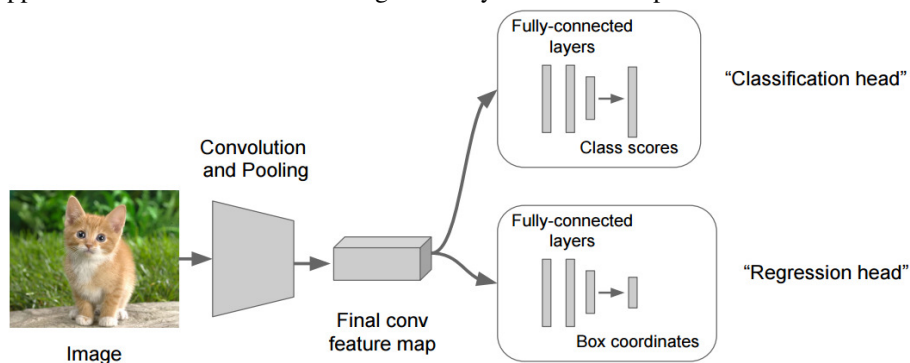 Fully-connected
layers
"Classification head"
Class scores
Convolution
and Pooling
Fully-connected
layers
"Regression head"
Box coordinates
Final conv
feature map
Image